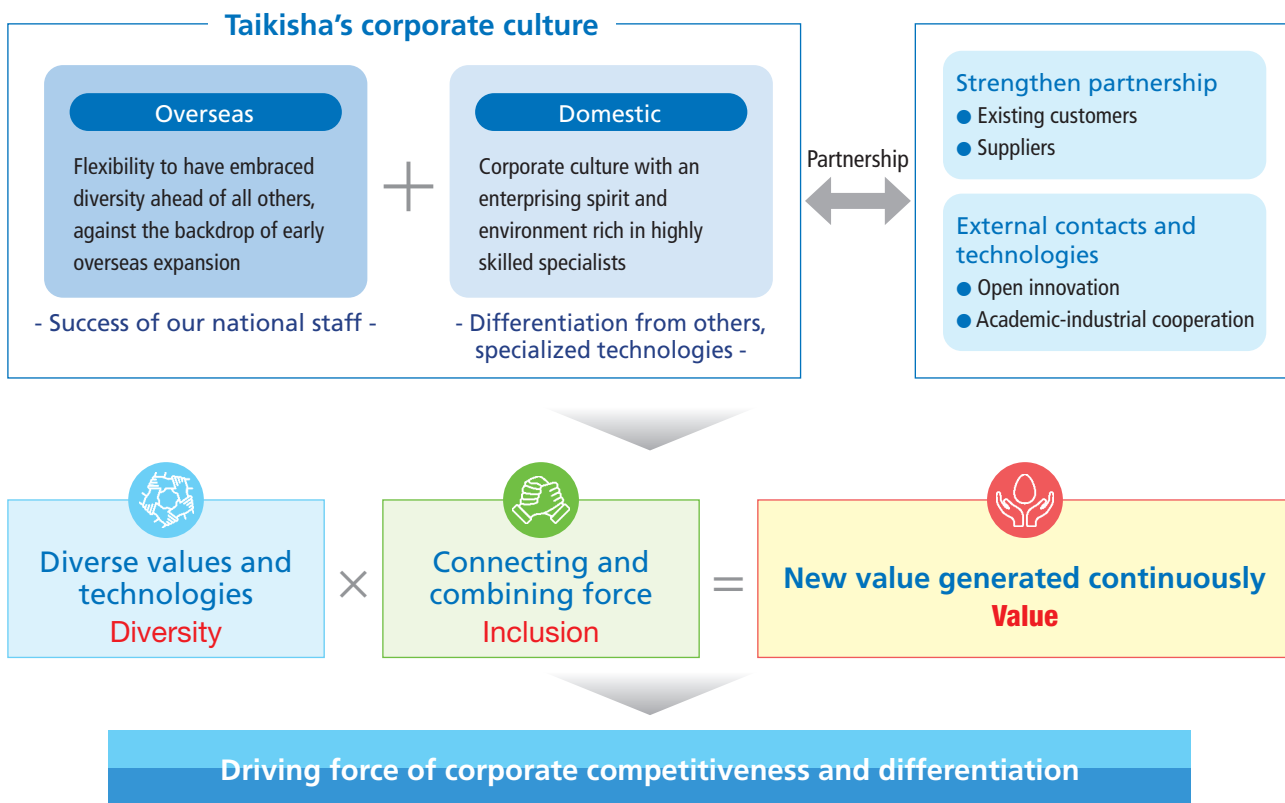 Taikisha's corporate culture
Overseas
Flexibility to have embraced
diversity ahead of all others,
against the backdrop of early
overseas expansion
- Success of our national staff -
+
Domestic
Corporate culture with an
enterprising spirit and
environment rich in highly
skilled specialists
- Differentiation from others,
specialized technologies -
Partnership
Strengthen partnership
● Existing customers
● Suppliers
External contacts and
technologies
● Open innovation
● Academic-industrial cooperation
Diverse values and
technologies
Diversity
×
Connecting and
combining force
Inclusion
=
New value generated continuously
Value
Driving force of corporate competitiveness and differentiation